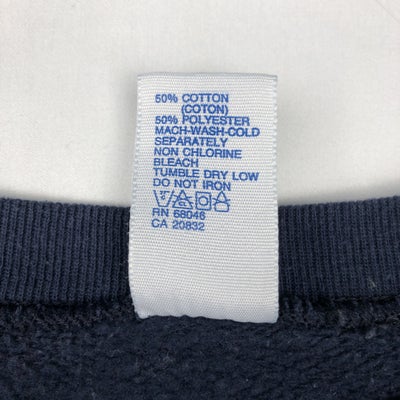 50% COTTON
(COTON)
50% POLYESTER
MACH-WASH-COLD
SEPARATELY
NON CHLORINE
BLEACH
TUMBLE DRY LOW
DO NOT IRON
RN 68046
CA 20832